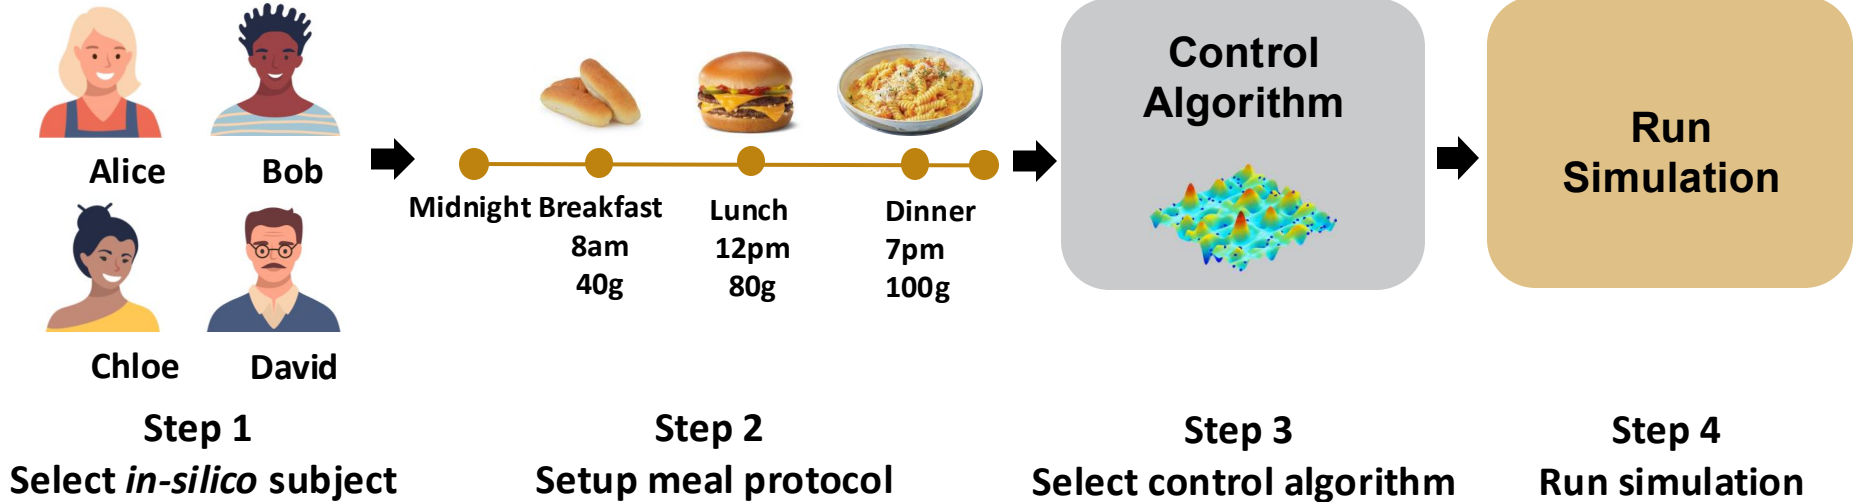 Alice
Bob
Chloe
David
Step 1
Select in-silico subject
Midnight
Breakfast
8am
40g
Lunch
12pm
80g
Dinner
7pm
100g
Step 2
Setup meal protocol
Control
Algorithm
Step 3
Select control algorithm
Run
Simulation
Step 4
Run simulation